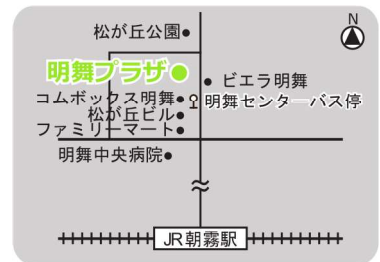 N
松が丘公園
明舞プラザ
ビエラ明舞
コムボックス明舞
明舞センターバス停
松が丘ビル
ファミリーマート
明舞中央病院
JR朝霧駅